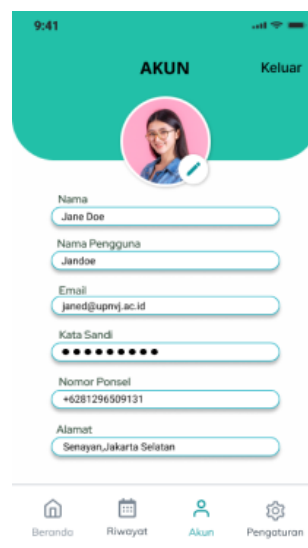 9:41
AKUN
Keluar
Nama
Jane Doe
Nama Pengguna
Jandoe
Email
janed@upnvj.ac.id
Kata Sandi
Nomor Ponsel
+6281296509131
Alamat
Senayan,Jakarta Selatan
Beranda Riwayat Akun Pengaturan